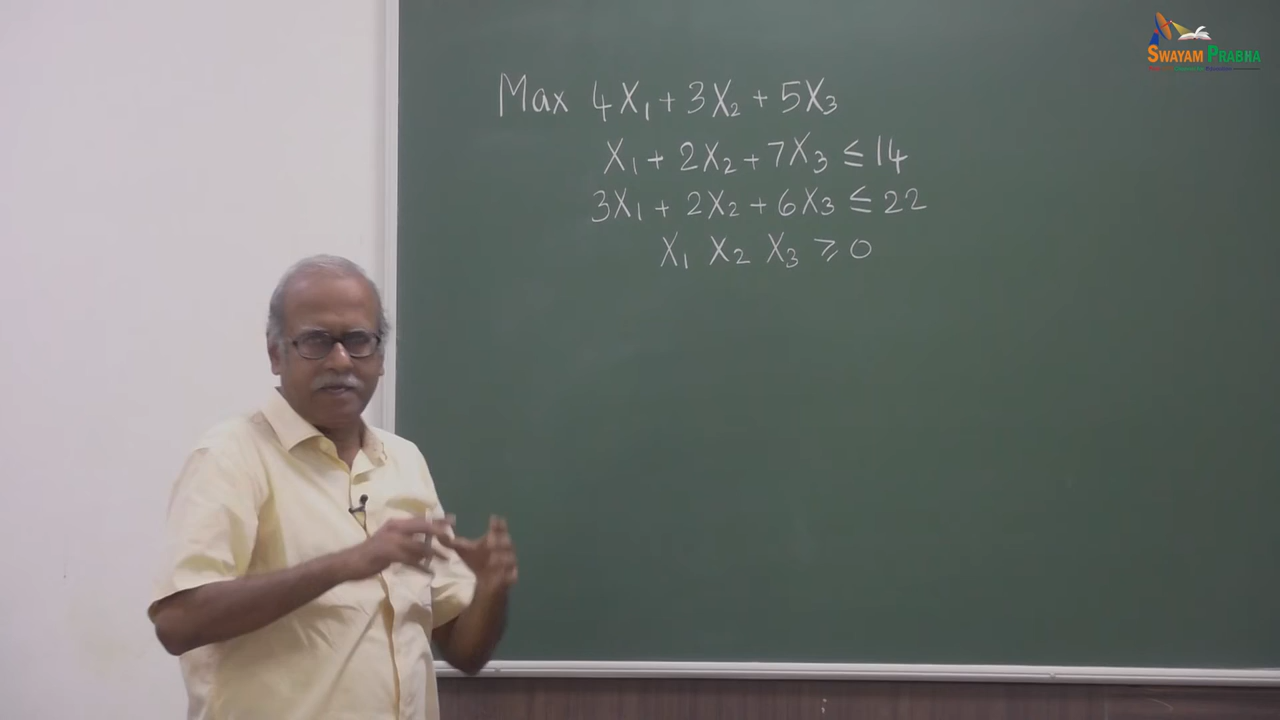 SWAYAM PRABHA
Max 4X₁ + 3X₂ + 5X₃
X₁ + 2X₂ + 7X₃ ≤ 14
3X₁ + 2X₂ + 6X₃ ≤ 22
X₁ X₂ X₃ ≥ 0